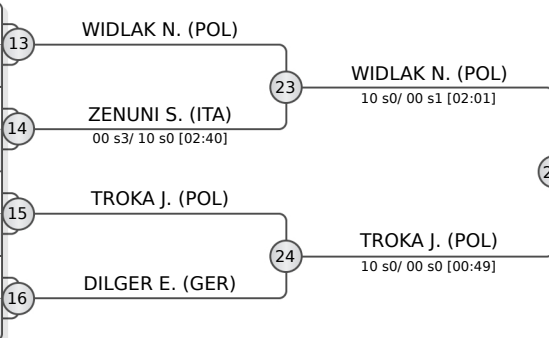 WIDLAK N. (POL)
13
23
WIDLAK N. (POL)
10 s0/ 00 s1 [02:01]
ZENUNI S. (ITA)
14
00 s3/ 10 s0 [02:40]
TROKA J. (POL)
15
24
TROKA J. (POL)
10 s0/ 00 s0 [00:49]
DILGER E. (GER)
16